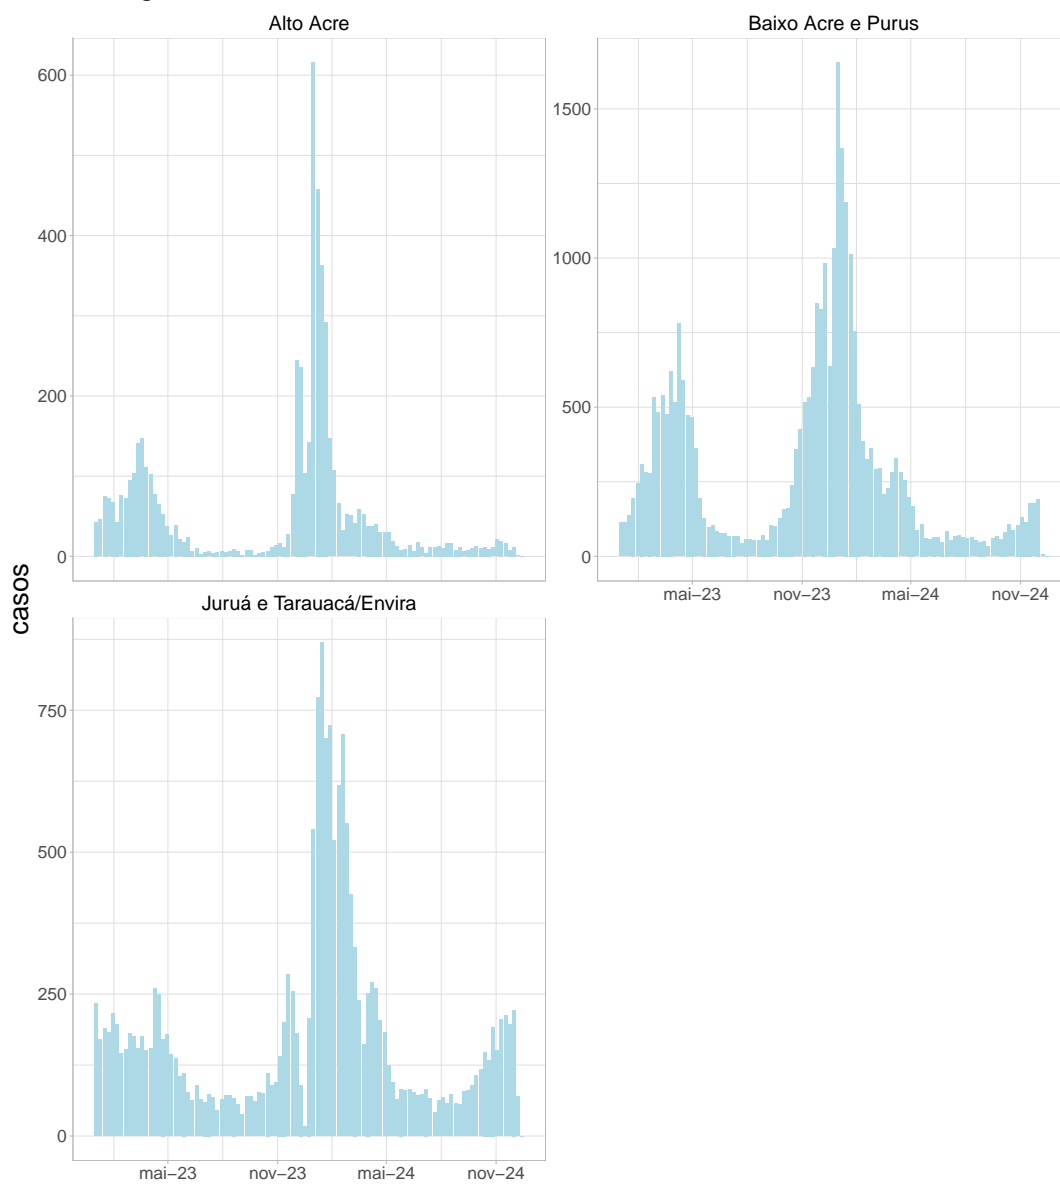 Alto Acre
Baixo Acre e Purus
600
400
200
0
1500
1000
500
0
mai−23
nov−23
mai−24
nov−24
casos
Juruá e Tarauacá/Envira
750
500
250
0
mai−23
nov−23
mai−24
nov−24